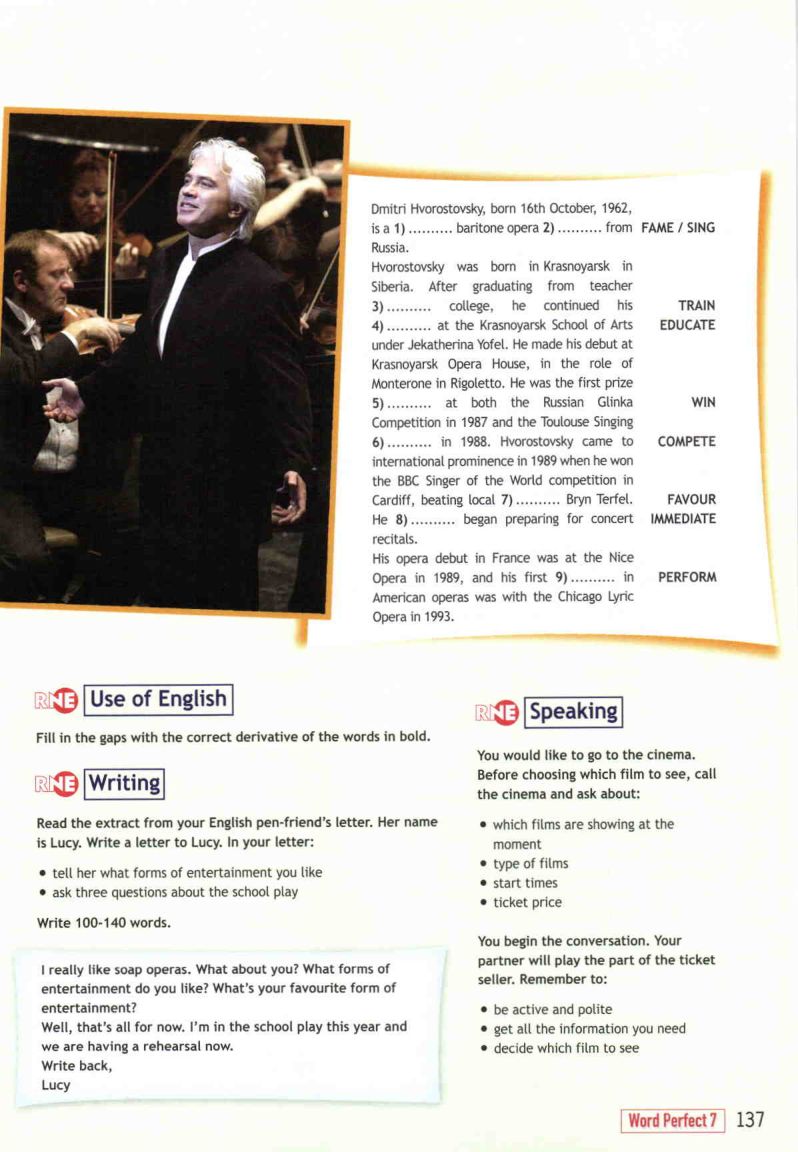 Dmitri Hvorostovsky, born 16th October, 1962,
is a 1) .......... baritone opera 2) .......... from FAME / SING
Russia.
Hvorostovsky was born in Krasnoyarsk in
Siberia. After graduating from teacher
3) .......... college, he continued his TRAIN
4) .......... at the Krasnoyarsk School of Arts EDUCATE
under Jekatherina Yofel. He made his debut at
Krasnoyarsk Opera House, in the role of
Monterone in Rigoletto. He was the first prize
5) .......... at both the Russian Glinka WIN
Competition in 1987 and the Toulouse Singing
6) .......... in 1988. Hvorostovsky came to COMPETE
international prominence in 1989 when he won
the BBC Singer of the World competition in
Cardiff, beating local 7) .......... Bryn Terfel. FAVOUR
He 8) .......... began preparing for concert IMMEDIATE
recitals.
His opera debut in France was at the Nice
Opera in 1989, and his first 9) .......... in PERFORM
American operas was with the Chicago Lyric
Opera in 1993.
RNE Use of English
Fill in the gaps with the correct derivative of the words in bold.
RNE Writing
Read the extract from your English pen-friend's letter. Her name
is Lucy. Write a letter to Lucy. In your letter:
• tell her what forms of entertainment you like
• ask three questions about the school play
Write 100-140 words.
I really like soap operas. What about you? What forms of
entertainment do you like? What's your favourite form of
entertainment?
Well, that's all for now. I'm in the school play this year and
we are having a rehearsal now.
Write back,
Lucy
RNE Speaking
You would like to go to the cinema.
Before choosing which film to see, call
the cinema and ask about:
• which films are showing at the
moment
• type of films
• start times
• ticket price
You begin the conversation. Your
partner will play the part of the ticket
seller. Remember to:
• be active and polite
• get all the information you need
• decide which film to see
Word Perfect 7 137